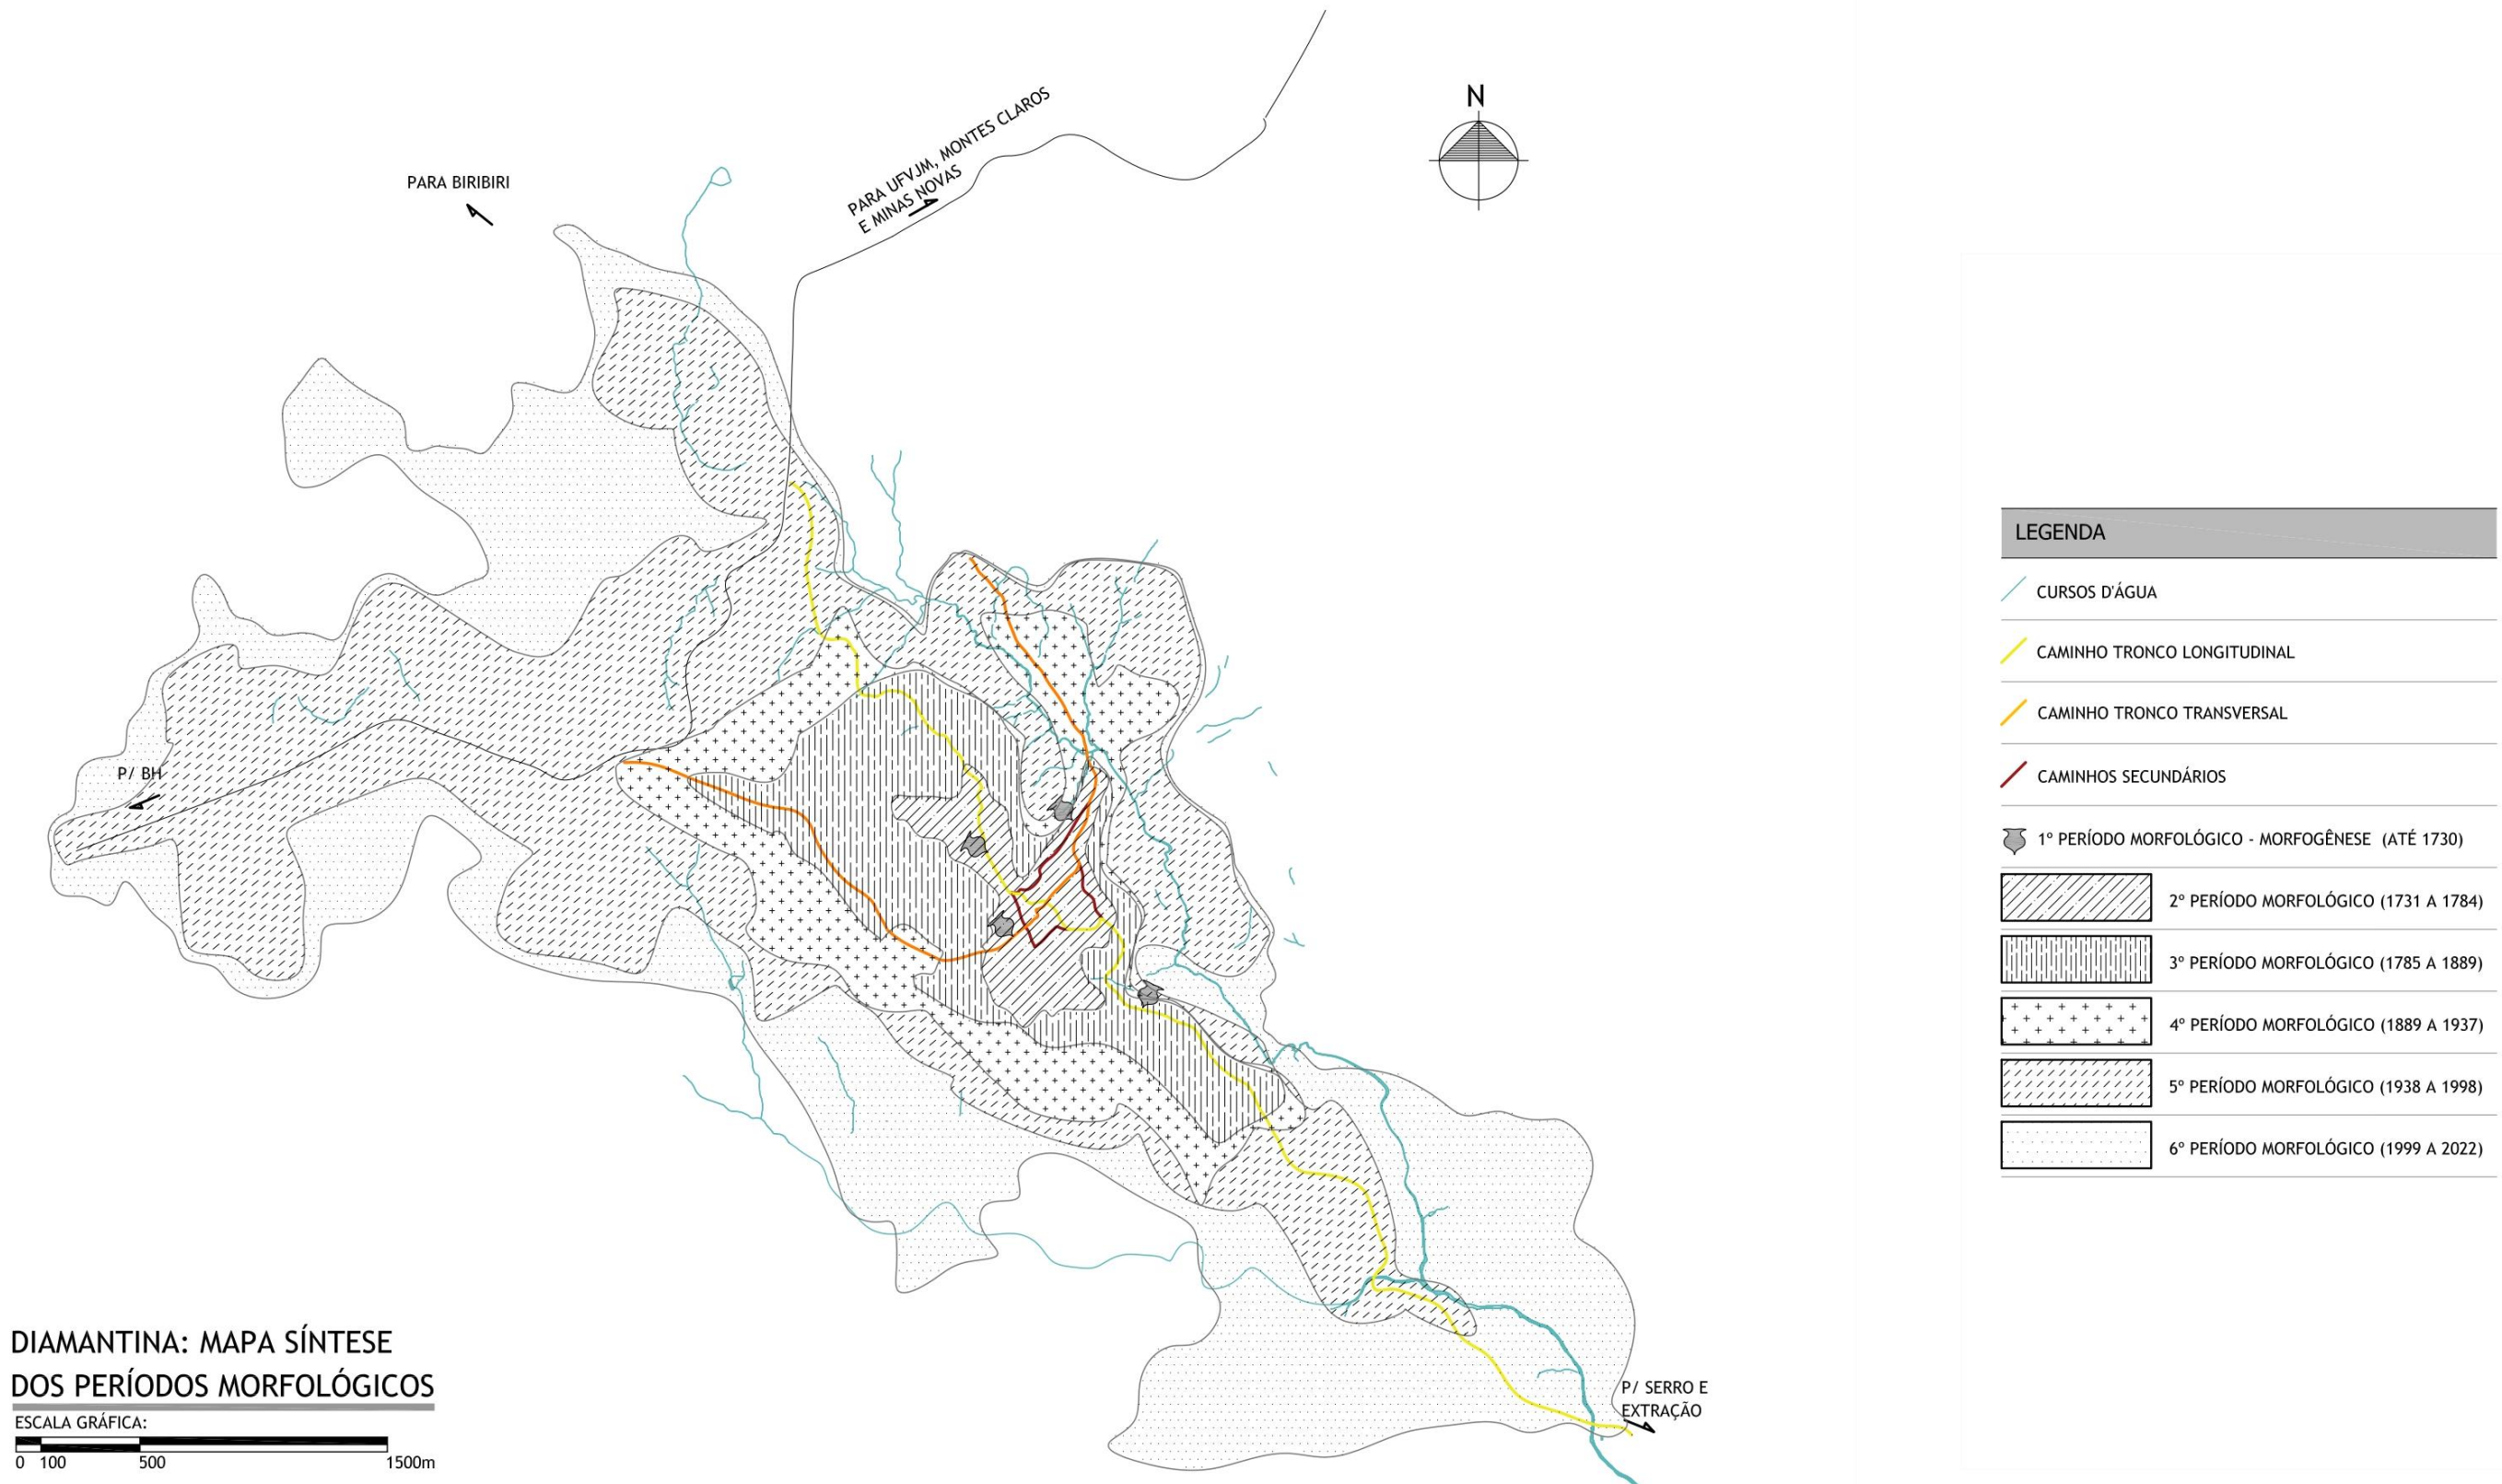 N
PARA BIRIBIRI
PARA UFVJM, MONTES CLAROS
E MINAS NOVAS
P/ BH
P/ SERRO E
EXTRAÇÃO
LEGENDA
CURSOS D'ÁGUA
CAMINHO TRONCO LONGITUDINAL
CAMINHO TRONCO TRANSVERSAL
CAMINHOS SECUNDÁRIOS
1º PERÍODO MORFOLÓGICO - MORFOGÊNESE (ATÉ 1730)
2º PERÍODO MORFOLÓGICO (1731 A 1784)
3º PERÍODO MORFOLÓGICO (1785 A 1889)
4º PERÍODO MORFOLÓGICO (1889 A 1937)
5º PERÍODO MORFOLÓGICO (1938 A 1998)
6º PERÍODO MORFOLÓGICO (1999 A 2022)
DIAMANTINA: MAPA SÍNTESE
DOS PERÍODOS MORFOLÓGICOS
ESCALA GRÁFICA:
0 100 500 1500m